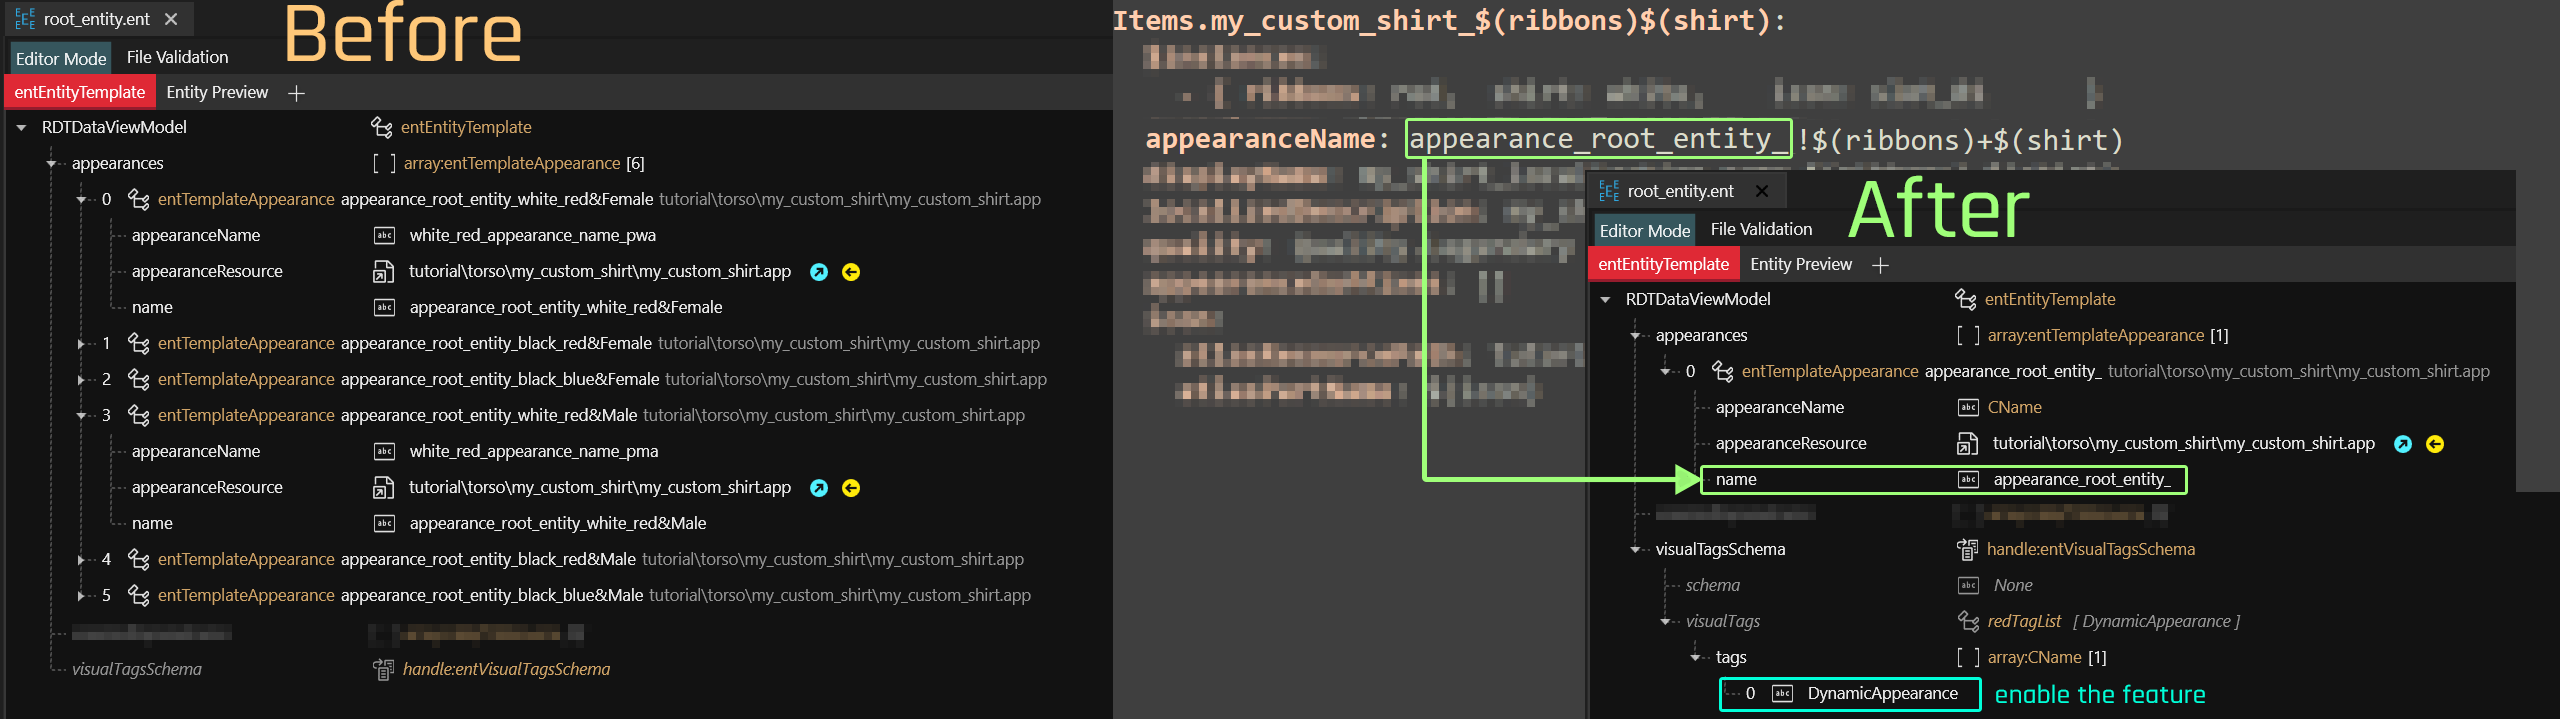 root_entity.ent
Before
Editor Mode File Validation
entEntityTemplate Entity Preview
RDTDataViewModel entEntityTemplate
appearances array:entTemplateAppearance [6]
0 entTemplateAppearance appearance_root_entity_white_red&Female tutorial\torso\my_custom_shirt\my_custom_shirt.app
appearanceName abc white_red_appearance_name_pwa
appearanceResource tutorial\torso\my_custom_shirt\my_custom_shirt.app
name abc appearance_root_entity_white_red&Female
1 entTemplateAppearance appearance_root_entity_black_red&Female tutorial\torso\my_custom_shirt\my_custom_shirt.app
2 entTemplateAppearance appearance_root_entity_black_blue&Female tutorial\torso\my_custom_shirt\my_custom_shirt.app
3 entTemplateAppearance appearance_root_entity_white_red&Male tutorial\torso\my_custom_shirt\my_custom_shirt.app
appearanceName abc white_red_appearance_name_pma
appearanceResource tutorial\torso\my_custom_shirt\my_custom_shirt.app
name abc appearance_root_entity_white_red&Male
4 entTemplateAppearance appearance_root_entity_black_red&Male tutorial\torso\my_custom_shirt\my_custom_shirt.app
5 entTemplateAppearance appearance_root_entity_black_blue&Male tutorial\torso\my_custom_shirt\my_custom_shirt.app
visualTagsSchema handle:entVisualTagsSchema
Items.my_custom_shirt_$(ribbons)$(shirt):
appearanceName: appearance_root_entity_!$(ribbons)+$(shirt)
root_entity.ent
After
Editor Mode File Validation
entEntityTemplate Entity Preview
RDTDataViewModel entEntityTemplate
appearances array:entTemplateAppearance [1]
0 entTemplateAppearance appearance_root_entity_ tutorial\torso\my_custom_shirt\my_custom_shirt.app
appearanceName abc CName
appearanceResource tutorial\torso\my_custom_shirt\my_custom_shirt.app
name abc appearance_root_entity_
visualTagsSchema handle:entVisualTagsSchema
schema abc None
visualTags redTagList [ DynamicAppearance ]
tags array:CName [1]
0 abc DynamicAppearance enable the feature